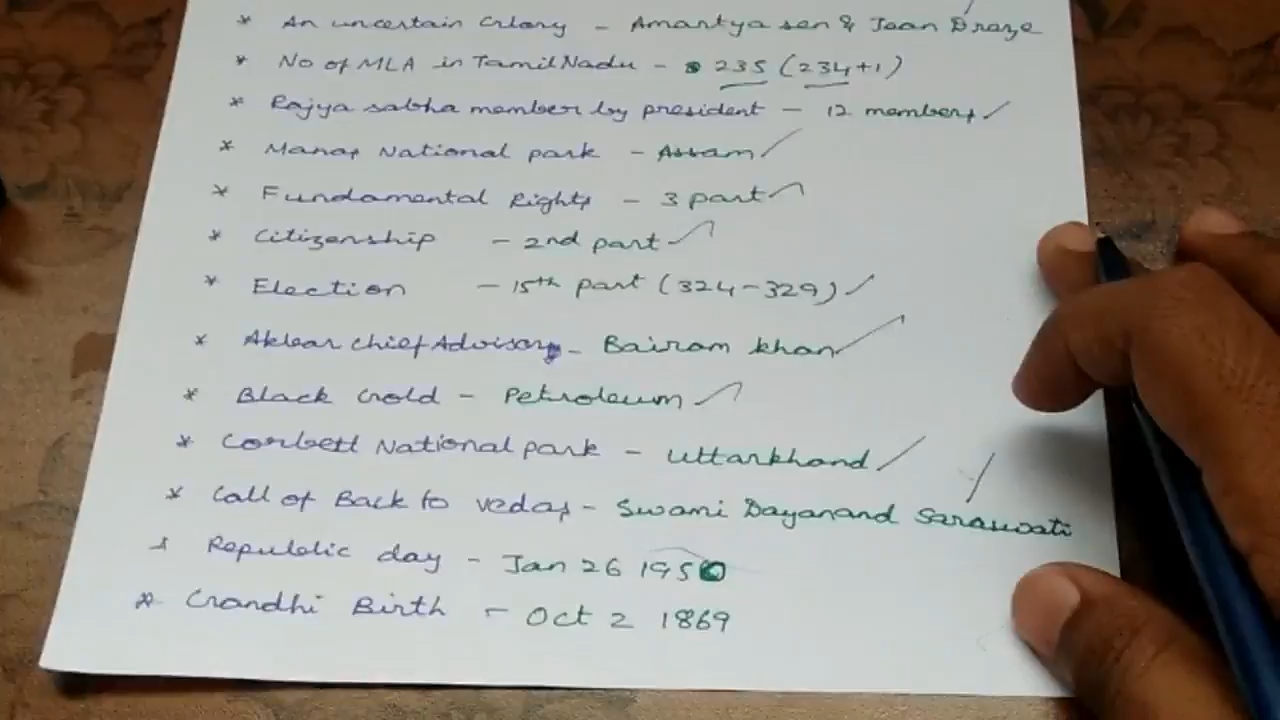 * An uncertain Glory - Amartya sen & Jean Draze
* No of MLA in Tamil Nadu - 235 (234+1)
* Rajya sabha member by president - 12 members
* Manas National park - Assam
* Fundamental Rights - 3 part
* Citizenship - 2nd part
* Election - 15th part (324-329)
* Akbar chief Advisory - Bairam khan
* Black Gold - Petroleum
* Corbett National park - Uttarkhand
* Call of Back to vedas - Swami Dayanand Saraswati
* Republic day - Jan 26 1950
* Gandhi Birth - Oct 2 1869